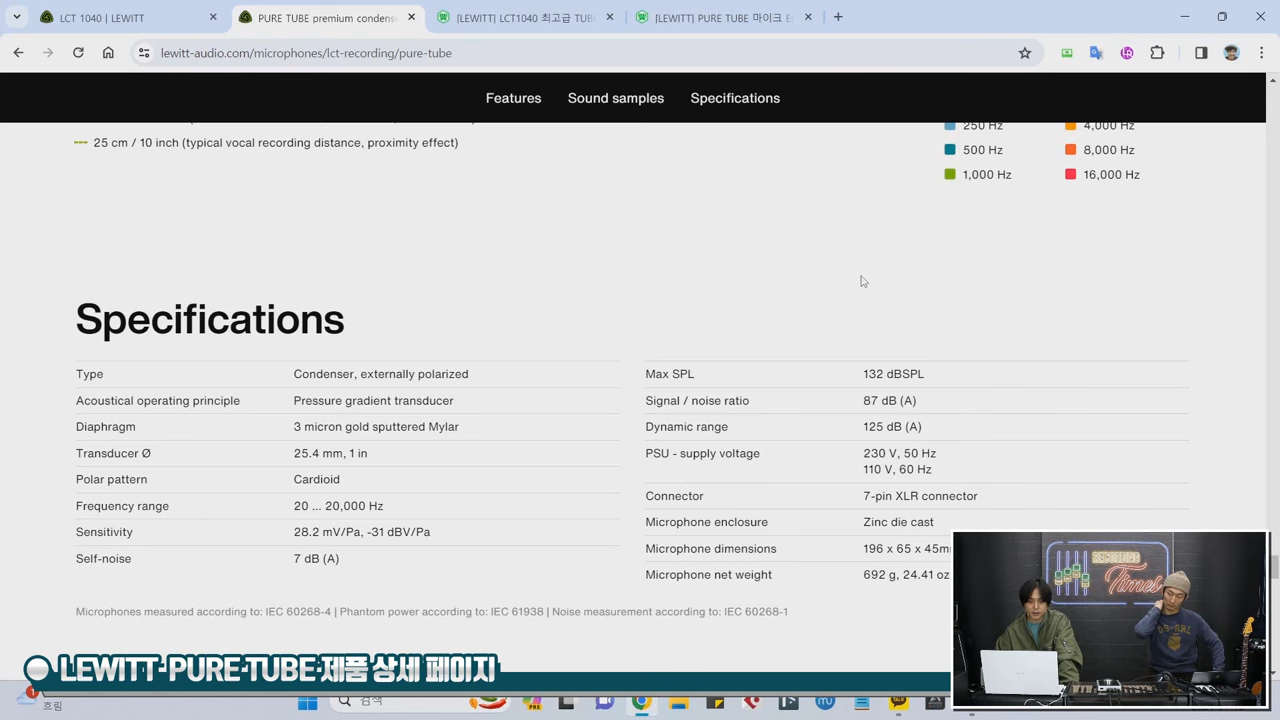 LCT 1040 | LEWITT
PURE TUBE premium condens
[LEWITT] LCT1040 최고급 TUB
[LEWITT] PURE TUBE 마이크 E
lewitt-audio.com/microphones/lct-recording/pure-tube
Features
Sound samples
Specifications
25 cm / 10 inch (typical vocal recording distance, proximity effect)
250 Hz
4,000 Hz
500 Hz
8,000 Hz
1,000 Hz
16,000 Hz
Specifications
Type
Condenser, externally polarized
Acoustical operating principle
Pressure gradient transducer
Diaphragm
3 micron gold sputtered Mylar
Transducer Ø
25.4 mm, 1 in
Polar pattern
Cardioid
Frequency range
20 ... 20,000 Hz
Sensitivity
28.2 mV/Pa, -31 dBV/Pa
Self-noise
7 dB (A)
Max SPL
132 dBSPL
Signal / noise ratio
87 dB (A)
Dynamic range
125 dB (A)
PSU - supply voltage
230 V, 50 Hz
110 V, 60 Hz
Connector
7-pin XLR connector
Microphone enclosure
Zinc die cast
Microphone dimensions
196 x 65 x 45m
Microphone net weight
692 g, 24.41 oz
Microphones measured according to: IEC 60268-4 | Phantom power according to: IEC 61938 | Noise measurement according to: IEC 60268-1
RECORDING
Times
LEWITT PURE TUBE 제품 상세 페이지
1
흐림
검색